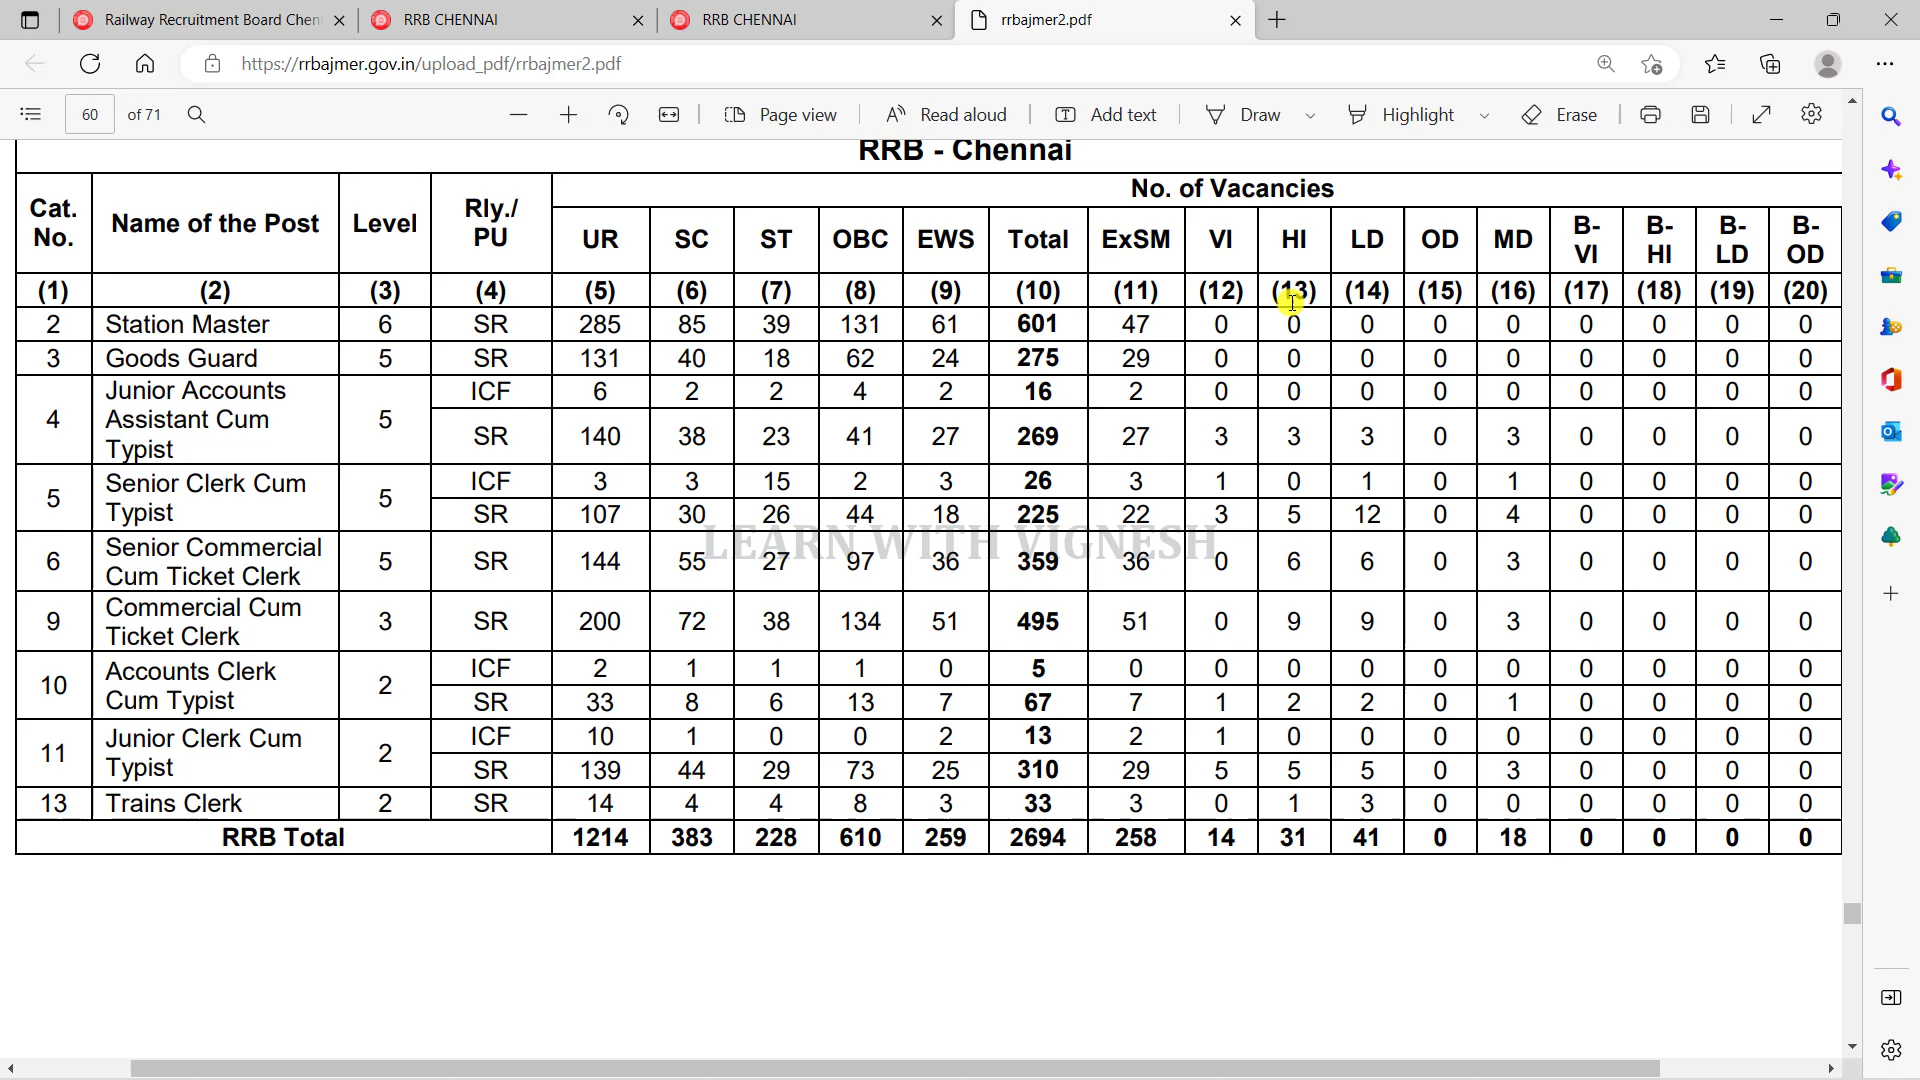 Railway Recruitment Board Chen
RRB CHENNAI
RRB CHENNAI
rrbajmer2.pdf
https://rrbajmer.gov.in/upload_pdf/rrbajmer2.pdf
60 of 71 Page view A Read aloud Add text Draw Highlight Erase
RRB - Chennai
Cat. No. Name of the Post Level Rly./ PU No. of Vacancies
UR SC ST OBC EWS Total ExSM VI HI LD OD MD B-VI B-HI B-LD B-OD
(1) (2) (3) (4) (5) (6) (7) (8) (9) (10) (11) (12) (13) (14) (15) (16) (17) (18) (19) (20)
2 Station Master 6 SR 285 85 39 131 61 601 47 0 0 0 0 0 0 0 0 0
3 Goods Guard 5 SR 131 40 18 62 24 275 29 0 0 0 0 0 0 0 0 0
4 Junior Accounts Assistant Cum Typist 5 ICF 6 2 2 4 2 16 2 0 0 0 0 0 0 0 0 0
SR 140 38 23 41 27 269 27 3 3 3 0 3 0 0 0 0
5 Senior Clerk Cum Typist 5 ICF 3 3 15 2 3 26 3 1 0 1 0 1 0 0 0 0
SR 107 30 26 44 18 225 22 3 5 12 0 4 0 0 0 0
LEARN WITH VIGNESH
6 Senior Commercial Cum Ticket Clerk 5 SR 144 55 27 97 36 359 36 0 6 6 0 3 0 0 0 0
9 Commercial Cum Ticket Clerk 3 SR 200 72 38 134 51 495 51 0 9 9 0 3 0 0 0 0
10 Accounts Clerk Cum Typist 2 ICF 2 1 1 1 0 5 0 0 0 0 0 0 0 0 0 0
SR 33 8 6 13 7 67 7 1 2 2 0 1 0 0 0 0
11 Junior Clerk Cum Typist 2 ICF 10 1 0 0 2 13 2 1 0 0 0 0 0 0 0 0
SR 139 44 29 73 25 310 29 5 5 5 0 3 0 0 0 0
13 Trains Clerk 2 SR 14 4 4 8 3 33 3 0 1 3 0 0 0 0 0 0
RRB Total 1214 383 228 610 259 2694 258 14 31 41 0 18 0 0 0 0